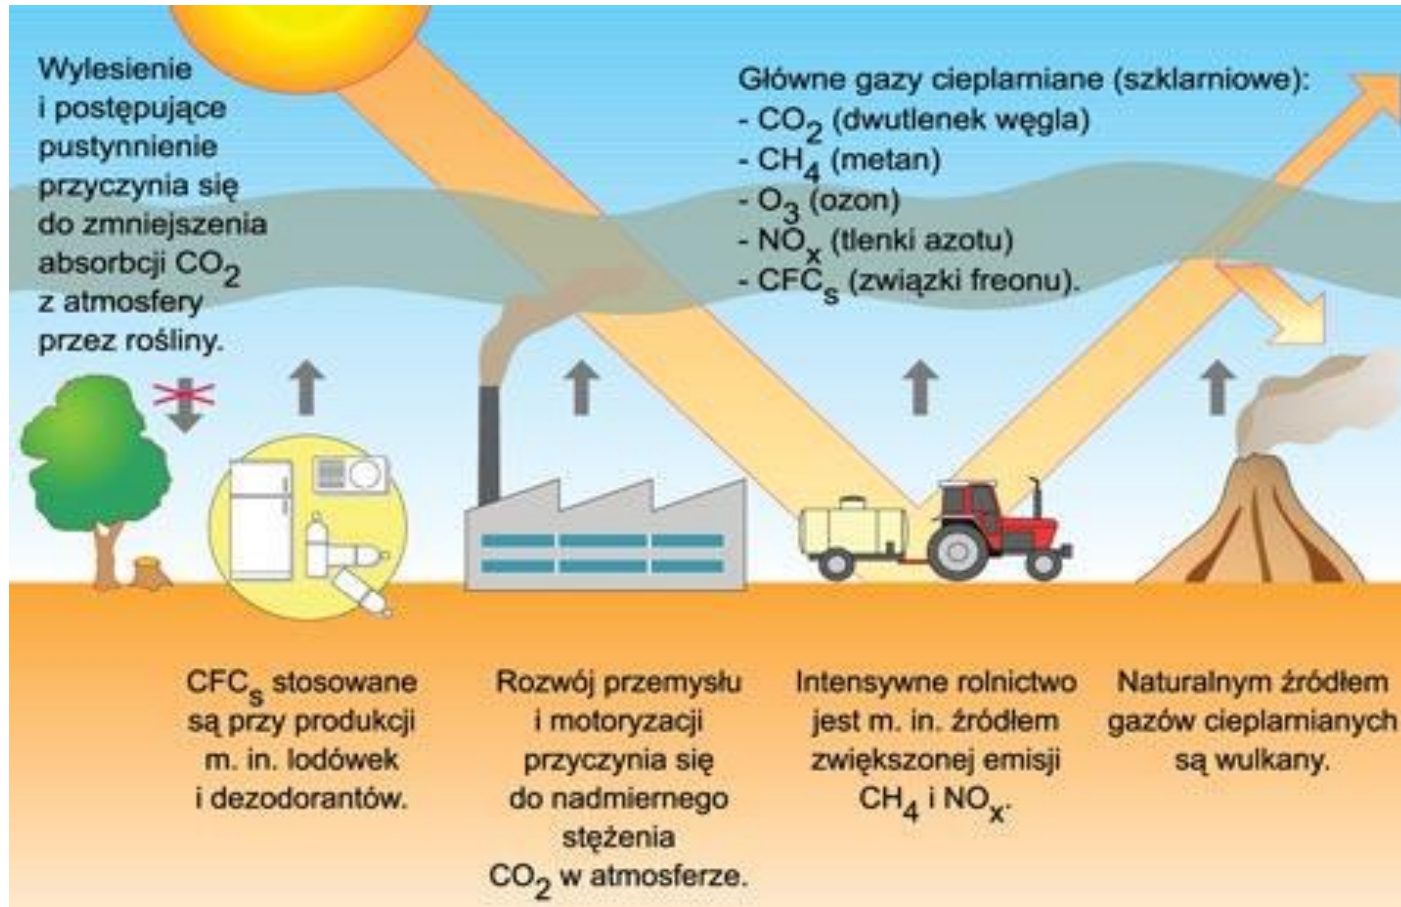 Wylesienie
i postępujące
pustynnienie
przyczynia się
do zmniejszenia
absorbcji CO₂
z atmosfery
przez rośliny.
Główne gazy cieplarniane (szklarniowe):
- CO₂ (dwutlenek węgla)
- CH₄ (metan)
- O₃ (ozon)
- NOₓ (tlenki azotu)
- CFCₛ (związki freonu).
CFCₛ stosowane
są przy produkcji
m. in. lodówek
i dezodorantów.
Rozwój przemysłu
i motoryzacji
przyczynia się
do nadmiernego
stężenia
CO₂ w atmosferze.
Intensywne rolnictwo
jest m. in. źródłem
zwiększonej emisji
CH₄ i NOₓ.
Naturalnym źródłem
gazów cieplarnianych
są wulkany.